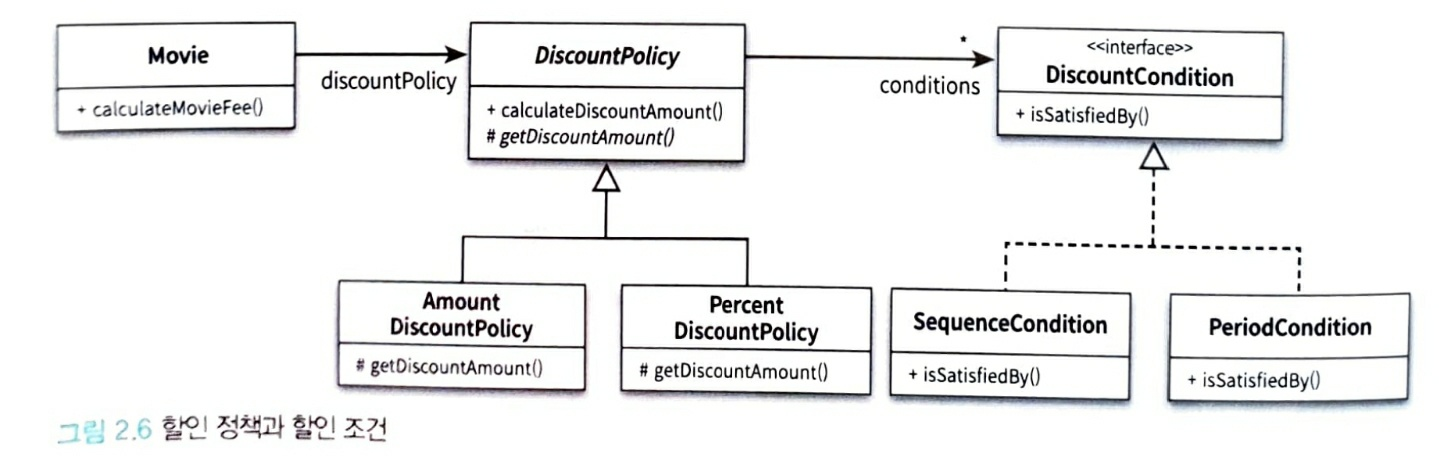 Movie
+ calculateMovieFee()
discountPolicy
DiscountPolicy
+ calculateDiscountAmount()
# getDiscountAmount()
*
conditions
<<interface>>
DiscountCondition
+ isSatisfiedBy()
Amount
DiscountPolicy
# getDiscountAmount()
Percent
DiscountPolicy
# getDiscountAmount()
SequenceCondition
+ isSatisfiedBy()
PeriodCondition
+ isSatisfiedBy()
그림 2.6 할인 정책과 할인 조건